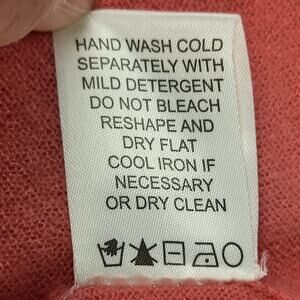 HAND WASH COLD
SEPARATELY WITH
MILD DETERGENT
DO NOT BLEACH
RESHAPE AND
DRY FLAT
COOL IRON IF
NECESSARY
OR DRY CLEAN